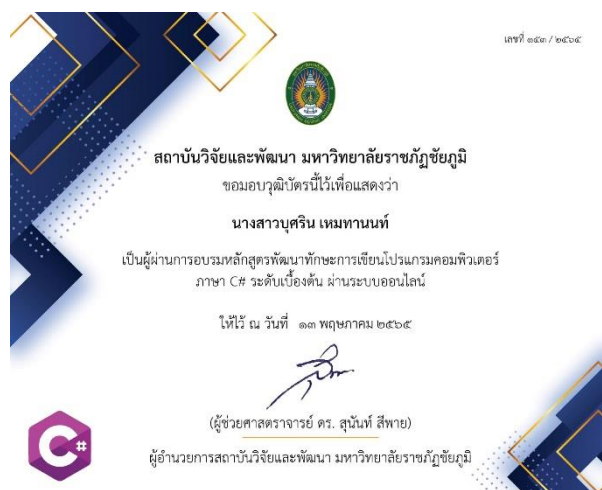 เลขที่ ๑๔๓ / ๒๕๖๕
สถาบันวิจัยและพัฒนา มหาวิทยาลัยราชภัฏชัยภูมิ
ขอมอบวุฒิบัตรนี้ไว้เพื่อแสดงว่า
นางสาวบุศริน เหมทานนท์
เป็นผู้ผ่านการอบรมหลักสูตรพัฒนาทักษะการเขียนโปรแกรมคอมพิวเตอร์
ภาษา C# ระดับเบื้องต้น ผ่านระบบออนไลน์
ให้ไว้ ณ วันที่ ๑๓ พฤษภาคม ๒๕๖๕
(ผู้ช่วยศาสตราจารย์ ดร. สุนันท์ สีพาย)
ผู้อำนวยการสถาบันวิจัยและพัฒนา มหาวิทยาลัยราชภัฏชัยภูมิ
C#